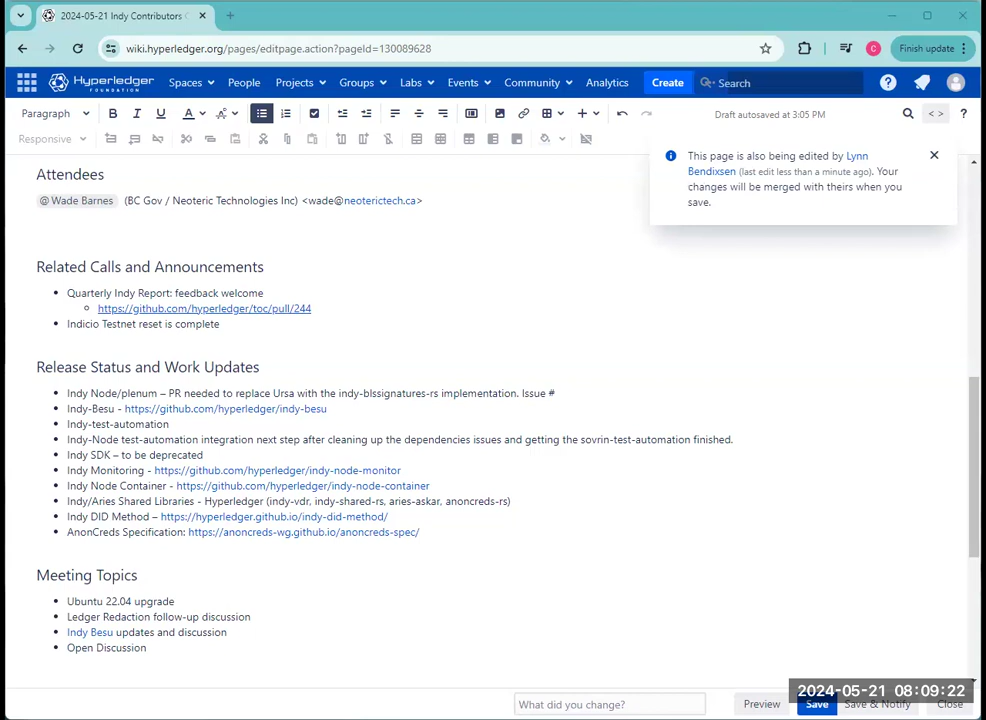 2024-05-21 Indy Contributors C
wiki.hyperledger.org/pages/editpage.action?pageId=130089628
C
Finish update
Hyperledger
FOUNDATION
Spaces
People
Projects
Groups
Labs
Events
Community
Analytics
Create
Search
Paragraph
B
I
U
A
Draft autosaved at 3:05 PM
< >
?
Responsive
This page is also being edited by Lynn
Bendixsen (last edit less than a minute ago). Your
changes will be merged with theirs when you
save.
Attendees
@ Wade Barnes (BC Gov / Neoteric Technologies Inc) <wade@neoterictech.ca>
Related Calls and Announcements
Quarterly Indy Report: feedback welcome
https://github.com/hyperledger/toc/pull/244
Indicio Testnet reset is complete
Release Status and Work Updates
Indy Node/plenum – PR needed to replace Ursa with the indy-blssignatures-rs implementation. Issue #
Indy-Besu - https://github.com/hyperledger/indy-besu
Indy-test-automation
Indy-Node test-automation integration next step after cleaning up the dependencies issues and getting the sovrin-test-automation finished.
Indy SDK – to be deprecated
Indy Monitoring - https://github.com/hyperledger/indy-node-monitor
Indy Node Container - https://github.com/hyperledger/indy-node-container
Indy/Aries Shared Libraries - Hyperledger (indy-vdr, indy-shared-rs, aries-askar, anoncreds-rs)
Indy DID Method – https://hyperledger.github.io/indy-did-method/
AnonCreds Specification: https://anoncreds-wg.github.io/anoncreds-spec/
Meeting Topics
Ubuntu 22.04 upgrade
Ledger Redaction follow-up discussion
Indy Besu updates and discussion
Open Discussion
2024-05-21 08:09:22
What did you change?
Preview
Save
Save & Notify
Close